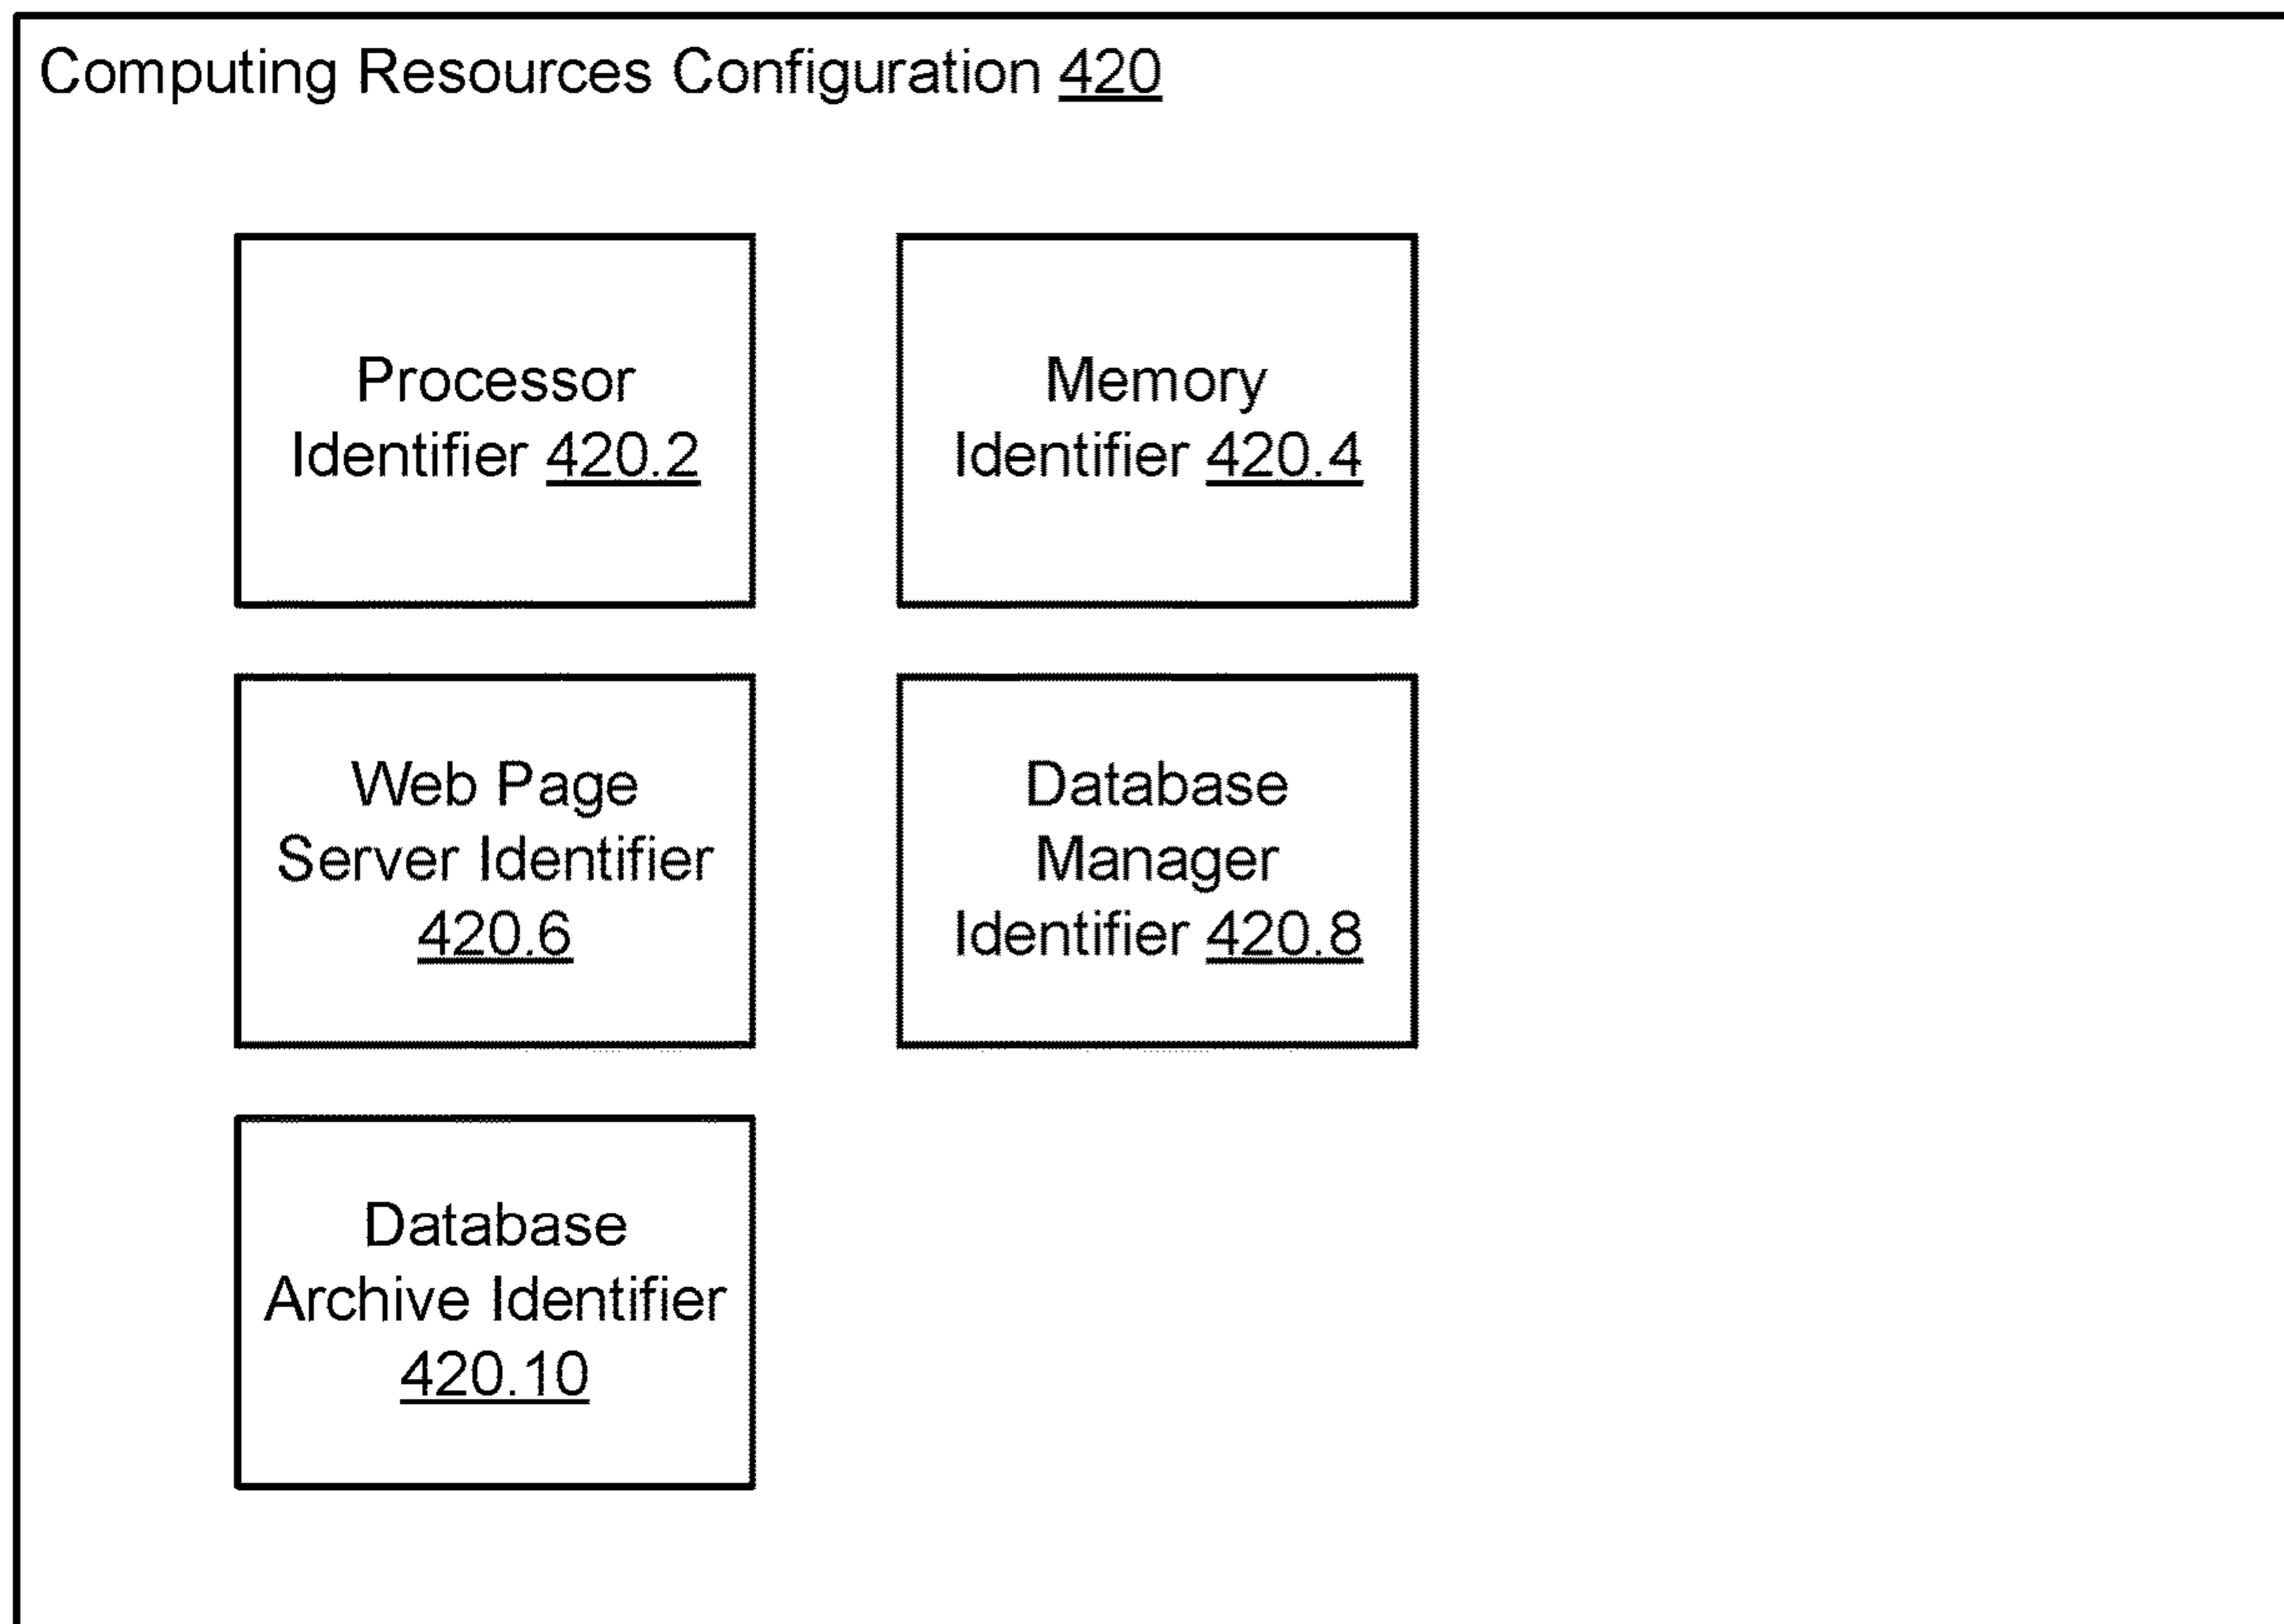 Computing Resources Configuration 420
Processor
Identifier 420.2
Memory
Identifier 420.4
Web Page
Server Identifier
420.6
Database
Manager
Identifier 420.8
Database
Archive Identifier
420.10